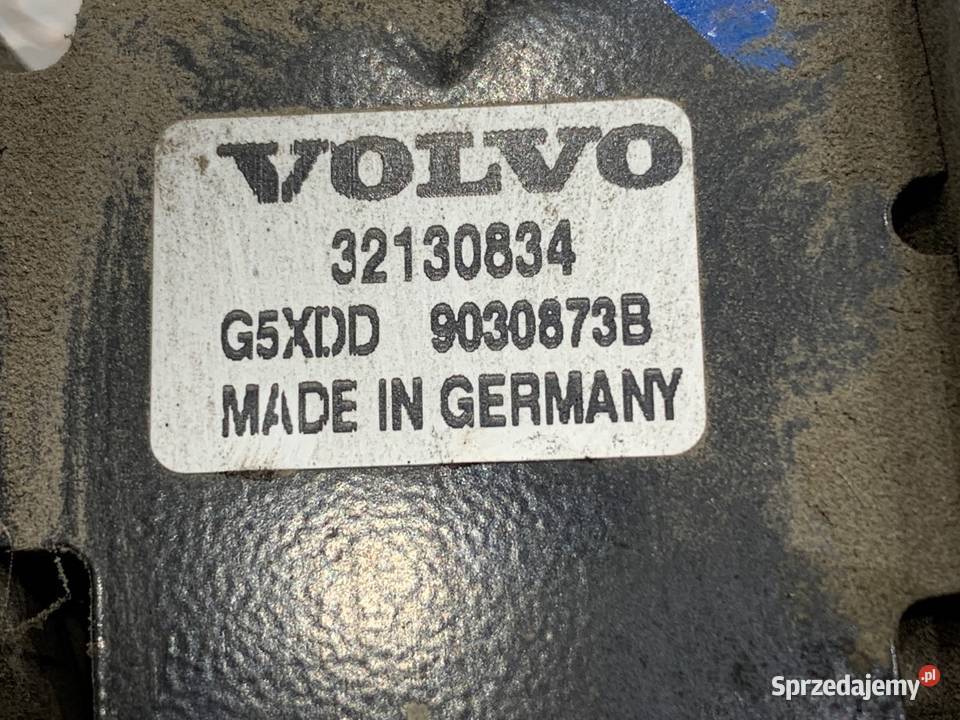 VOLVO
32130834
G5XDD 9030873B
MADE IN GERMANY
Sprzedajemy.pl